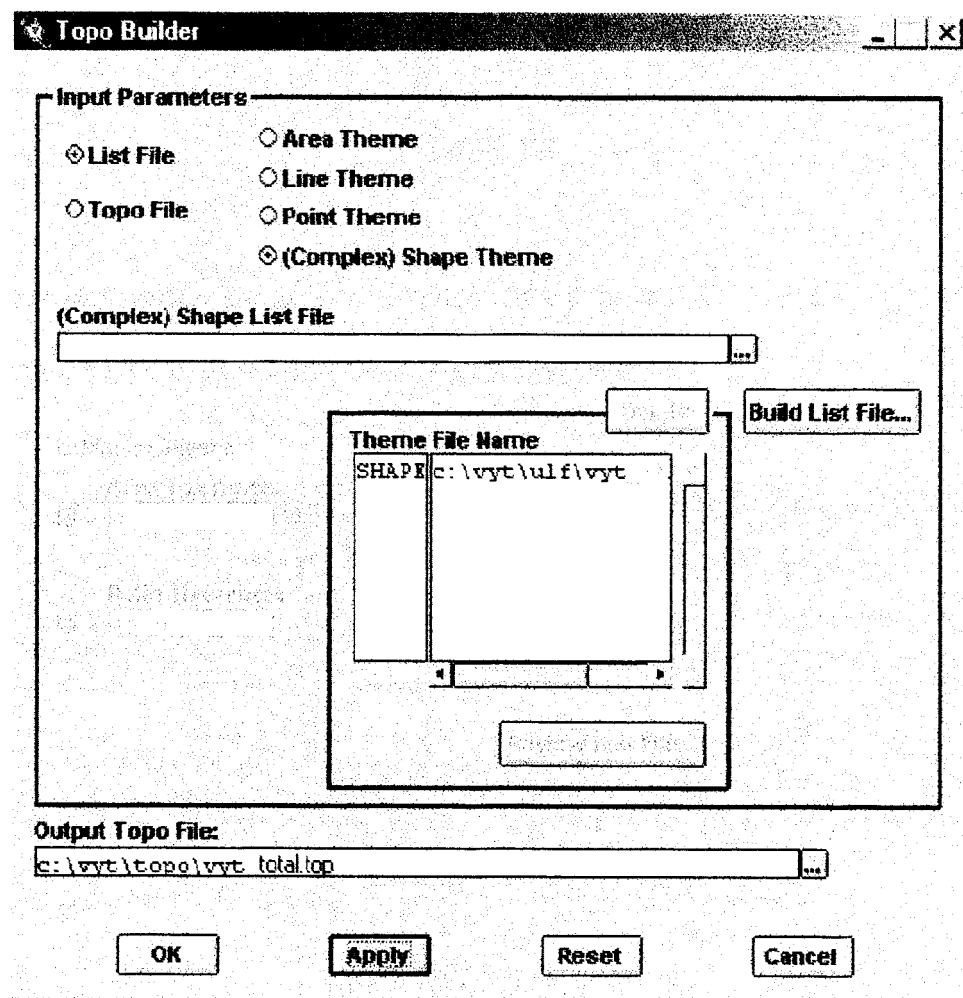 Topo Builder
Input Parameters
List File
Topo File
Area Theme
Line Theme
Point Theme
(Complex) Shape Theme
(Complex) Shape List File
...
Build List File...
Theme File Name
SHAPE c:\vyt\ulf\vyt
Output Topo File:
c:\vyt\topo\vyt total.top
...
OK
Apply
Reset
Cancel